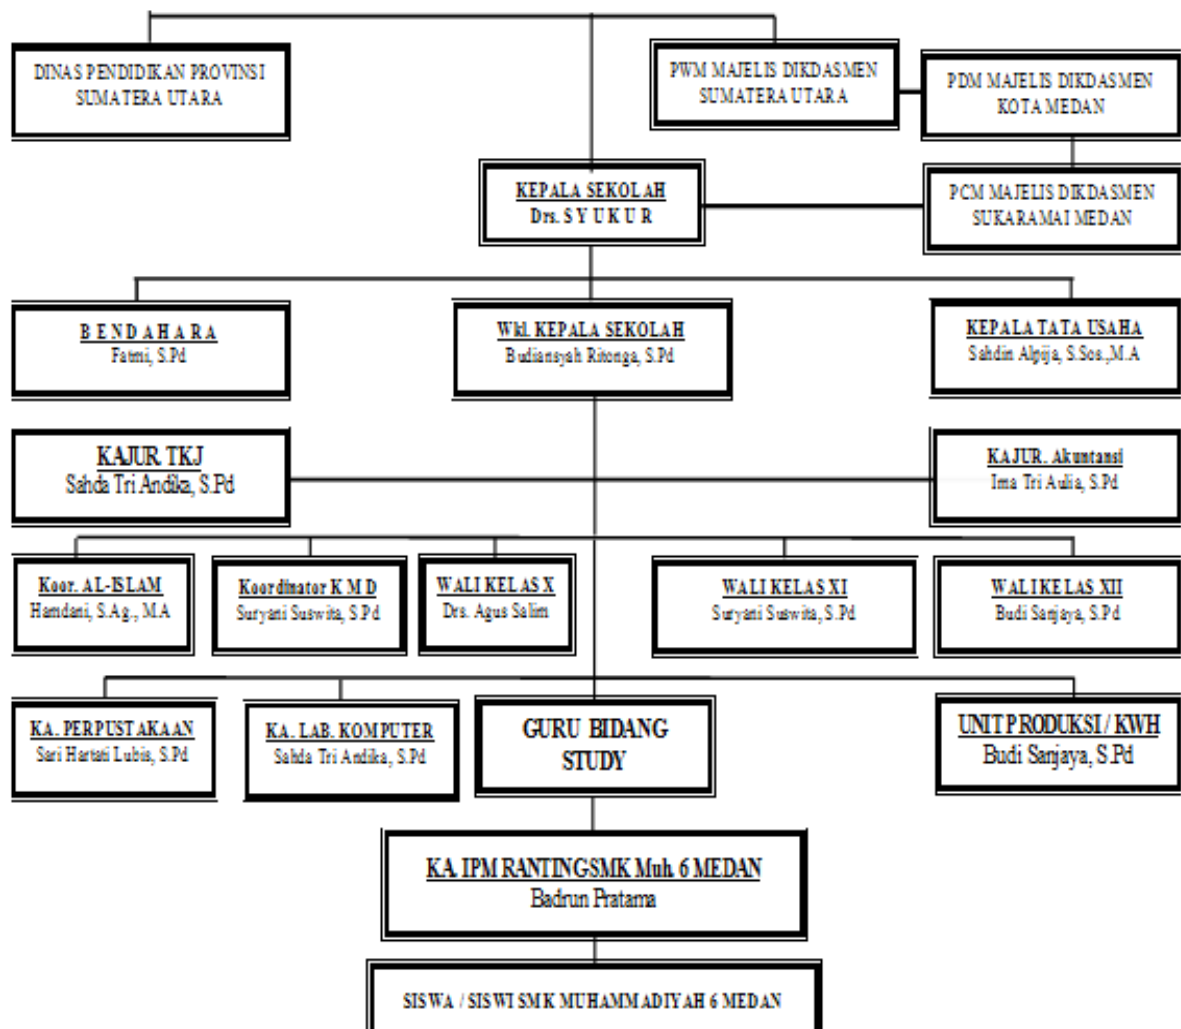 DINAS PENDIDIKAN PROVINSI
SUMATERA UTARA
PWM MAJELIS DIKDASMEN
SUMATERA UTARA
PDM MAJELIS DIKDASMEN
KOTA MEDAN
KEPALA SEKOLAH
Drs. S Y U K U R
PCM MAJELIS DIKDASMEN
SUKARAMAI MEDAN
B E N D A H A R A
Fatmi, S.Pd
Wkl. KEPALA SEKOLAH
Budiansyah Ritonga, S.Pd
KEPALA TATA USAHA
Sahdin Alpija, S.Sos.,M.A
KAJUR TKJ
Sahda Tri Andika, S.Pd
KAJUR. Akuntansi
Irma Tri Aulia, S.Pd
Koor. AL-ISLAM
Hamdani, S.Ag., M.A
Koordinator K M D
Suryani Suswita, S.Pd
WALI KELAS X
Drs. Agus Salim
WALI KELAS XI
Suryani Suswita, S.Pd
WALI KELAS XII
Budi Sanjaya, S.Pd
KA. PERPUSTAKAAN
Sari Hartati Lubis, S.Pd
KA. LAB. KOMPUTER
Sahda Tri Andika, S.Pd
GURU BIDANG
STUDY
UNIT PRODUKSI / KWH
Budi Sanjaya, S.Pd
KA. IPM RANTING SMK Muh. 6 MEDAN
Badrun Pratama
SISWA / SISWI SMK MUHAMMADIYAH 6 MEDAN